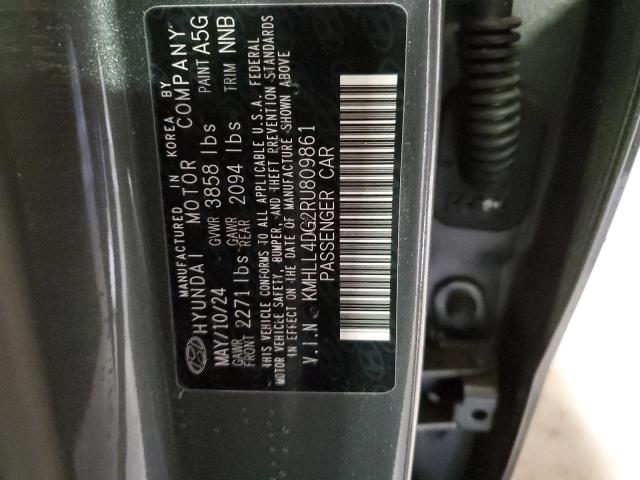 MANUFACTURED IN KOREA BY
HYUNDAI MOTOR COMPANY
MAY/10/24 GVWR 3858 lbs PAINT A5G
GAWR FRONT 2271 lbs GAWR REAR 2094 lbs TRIM NNB
THIS VEHICLE CONFORMS TO ALL APPLICABLE U.S.A. FEDERAL
MOTOR VEHICLE SAFETY, BUMPER, AND THEFT PREVENTION STANDARDS
IN EFFECT ON THE DATE OF MANUFACTURE SHOWN ABOVE
V.I.N KMHLL4DG2RU809861
PASSENGER CAR